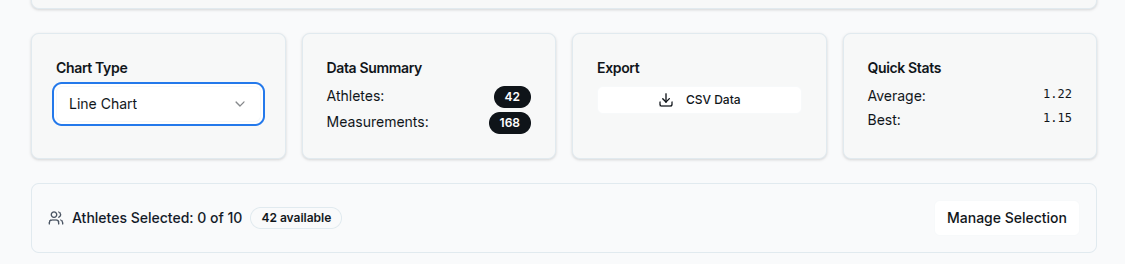 Chart Type
Line Chart
Data Summary
Athletes: 42
Measurements: 168
Export
CSV Data
Quick Stats
Average: 1.22
Best: 1.15
Athletes Selected: 0 of 10 42 available
Manage Selection